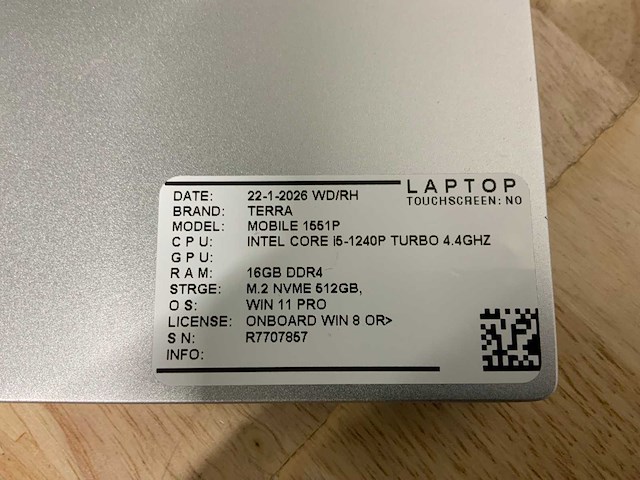 LAPTOP
TOUCHSCREEN: NO
DATE: 22-1-2026 WD/RH
BRAND: TERRA
MODEL: MOBILE 1551P
CPU: INTEL CORE I5-1240P TURBO 4.4GHZ
GPU:
RAM: 16GB DDR4
STRGE: M.2 NVME 512GB,
OS: WIN 11 PRO
LICENSE: ONBOARD WIN 8 OR>
SN: R7707857
INFO: